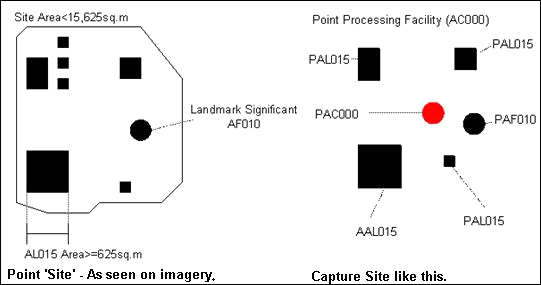 Site Area<15,625sq.m
Landmark Significant
AF010
AL015 Area>=625sq.m
Point 'Site' - As seen on imagery.
Point Processing Facility (AC000)
PAL015
PAL015
PAC000
PAF010
AAL015
PAL015
Capture Site like this.